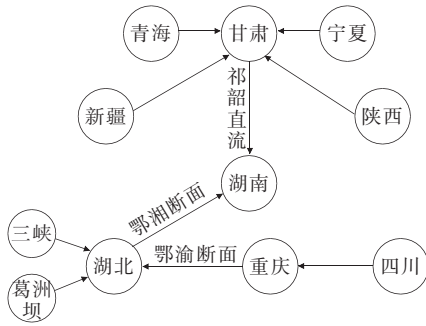 青海
甘肃
宁夏
新疆
祁韶直流
陕西
湖南
鄂湘断面
三峡
湖北
鄂渝断面
重庆
四川
葛洲
坝